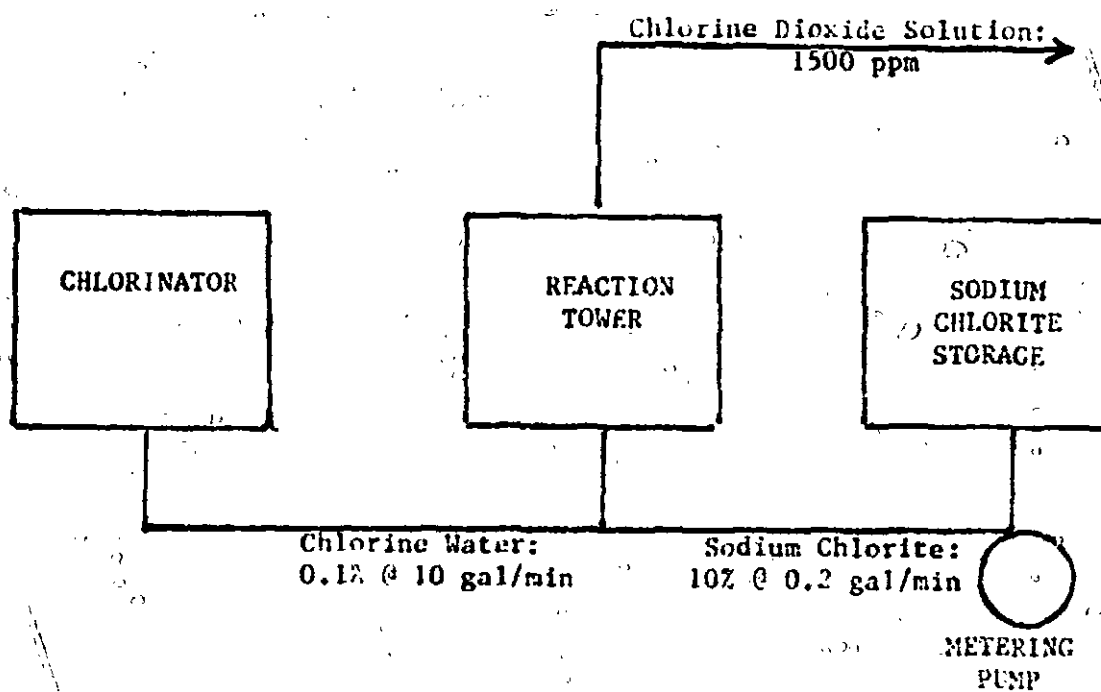 Chlorine Dioxide Solution:
1500 ppm
CHLORINATOR
REACTION
TOWER
SODIUM
CHLORITE
STORAGE
Chlorine Water:
0.1% @ 10 gal/min
Sodium Chlorite:
10% @ 0.2 gal/min
METERING
PUMP